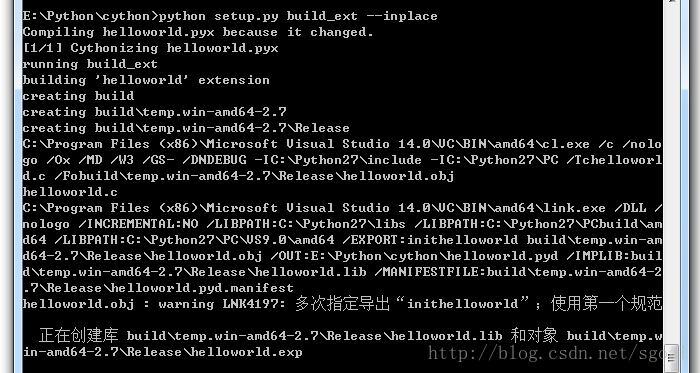 E:\Python\cython>python setup.py build_ext --inplace
Compiling helloworld.pyx because it changed.
[1/1] Cythonizing helloworld.pyx
running build_ext
building 'helloworld' extension
creating build
creating build\temp.win-amd64-2.7
creating build\temp.win-amd64-2.7\Release
C:\Program Files (x86)\Microsoft Visual Studio 14.0\VC\BIN\amd64\cl.exe /c /nolo
go /Ox /MD /W3 /GS- /DNDEBUG -IC:\Python27\include -IC:\Python27\PC /Tchelloworl
d.c /Fobuild\temp.win-amd64-2.7\Release\helloworld.obj
helloworld.c
C:\Program Files (x86)\Microsoft Visual Studio 14.0\VC\BIN\amd64\link.exe /DLL /
nologo /INCREMENTAL:NO /LIBPATH:C:\Python27\libs /LIBPATH:C:\Python27\PCbuild\am
d64 /LIBPATH:C:\Python27\PC\VS9.0\amd64 /EXPORT:inithelloworld build\temp.win-am
d64-2.7\Release\helloworld.obj /OUT:E:\Python\cython\helloworld.pyd /IMPLIB:buil
d\temp.win-amd64-2.7\Release\helloworld.lib /MANIFESTFILE:build\temp.win-amd64-2
.7\Release\helloworld.pyd.manifest
helloworld.obj : warning LNK4197: 多次指定导出“inithelloworld”；使用第一个规范
正在创建库 build\temp.win-amd64-2.7\Release\helloworld.lib 和对象 build\temp.w
in-amd64-2.7\Release\helloworld.exp
http://blog.csdn.net/sgc